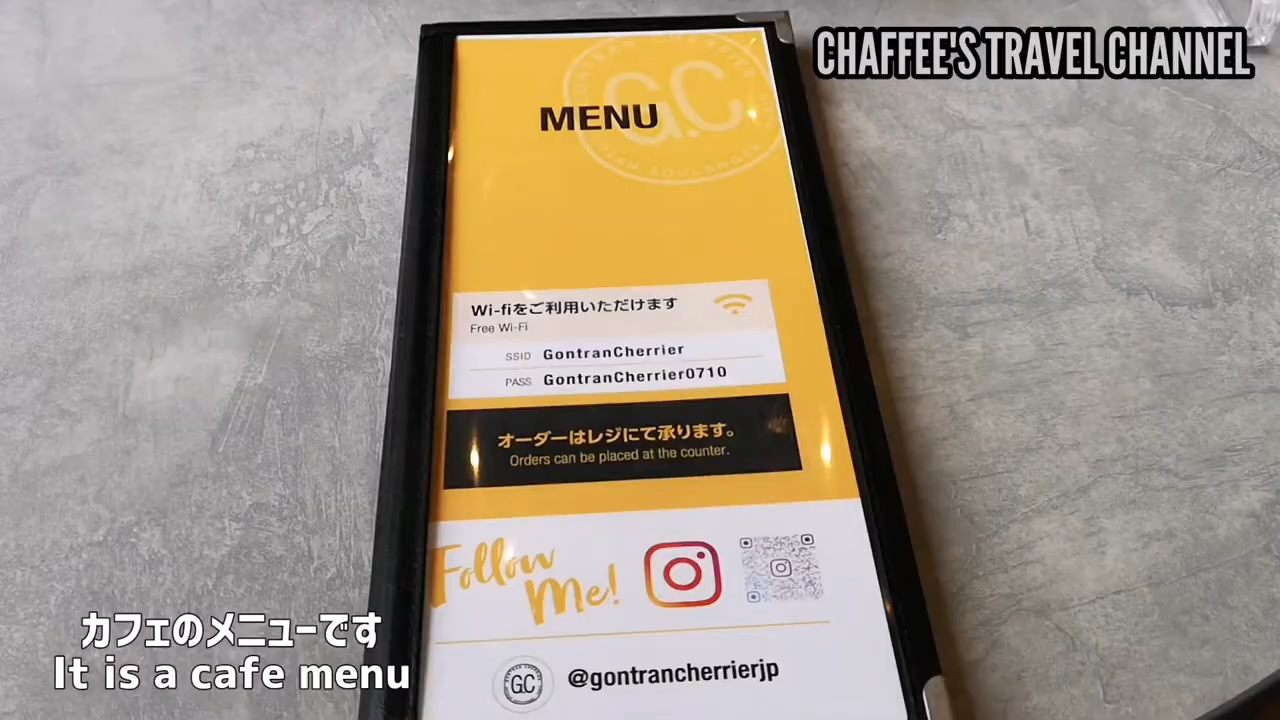 CHAFFEE'S TRAVEL CHANNEL
G.C
MENU
Wi-fiをご利用いただけます
Free Wi-Fi
SSID GontranCherrier
PASS GontranCherrier0710
オーダーはレジにて承ります。
Orders can be placed at the counter.
Follow
Me!
G.C
@gontrancherrierjp
カフェのメニューです
It is a cafe menu